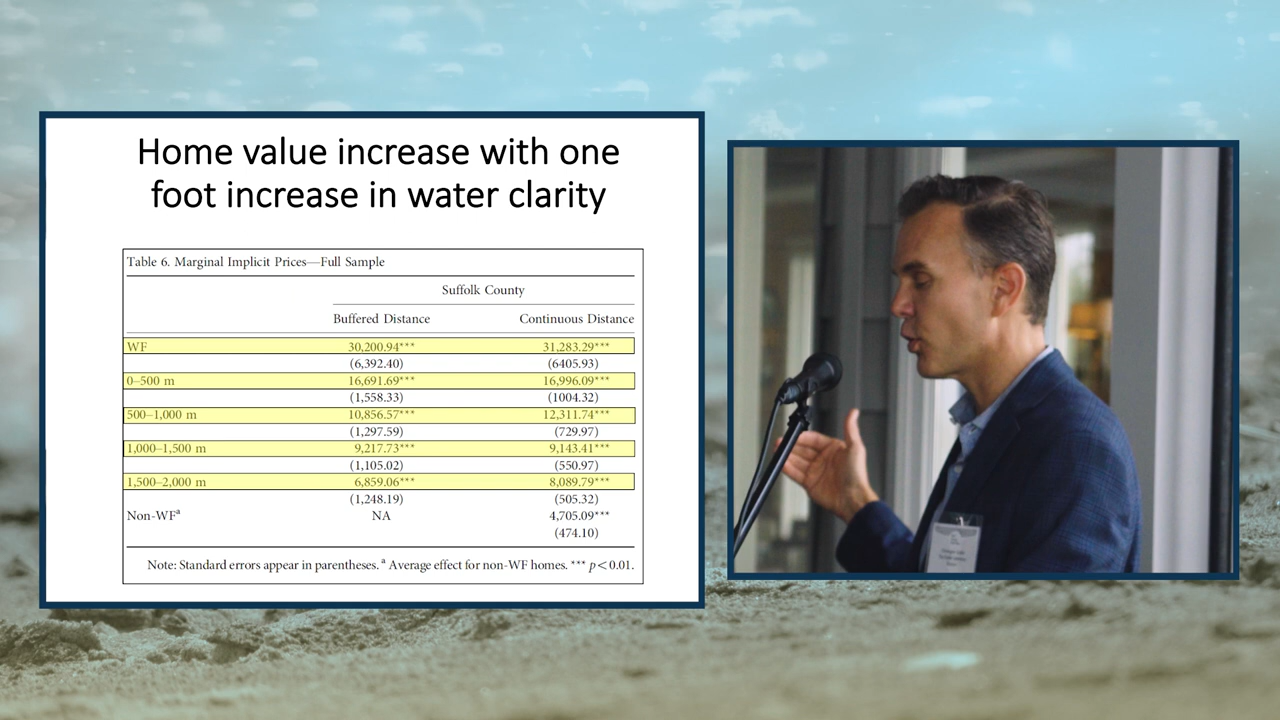 Home value increase with one
foot increase in water clarity
Table 6. Marginal Implicit Prices—Full Sample
Suffolk County
Buffered Distance Continuous Distance
WF 30,200.94*** 31,283.29***
(6,392.40) (6405.93)
0–500 m 16,691.69*** 16,996.09***
(1,558.33) (1004.32)
500–1,000 m 10,856.57*** 12,311.74***
(1,297.59) (729.97)
1,000–1,500 m 9,217.73*** 9,143.41***
(1,105.02) (550.97)
1,500–2,000 m 6,859.06*** 8,089.79***
(1,248.19) (505.32)
Non-WFᵃ NA 4,705.09***
(474.10)
Note: Standard errors appear in parentheses. ᵃ Average effect for non-WF homes. *** p<0.01.